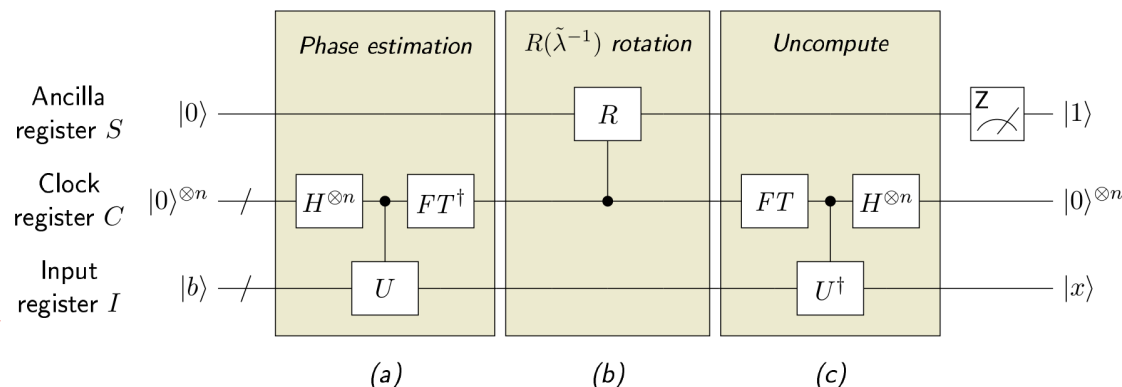 Phase estimation
R(λ̃⁻¹) rotation
Uncompute
Ancilla
register S
|0⟩
R
Z
|1⟩
Clock
register C
|0⟩⊗ⁿ
H⊗ⁿ
FT†
FT
H⊗ⁿ
|0⟩⊗ⁿ
Input
register I
|b⟩
U
U†
|x⟩
(a)
(b)
(c)